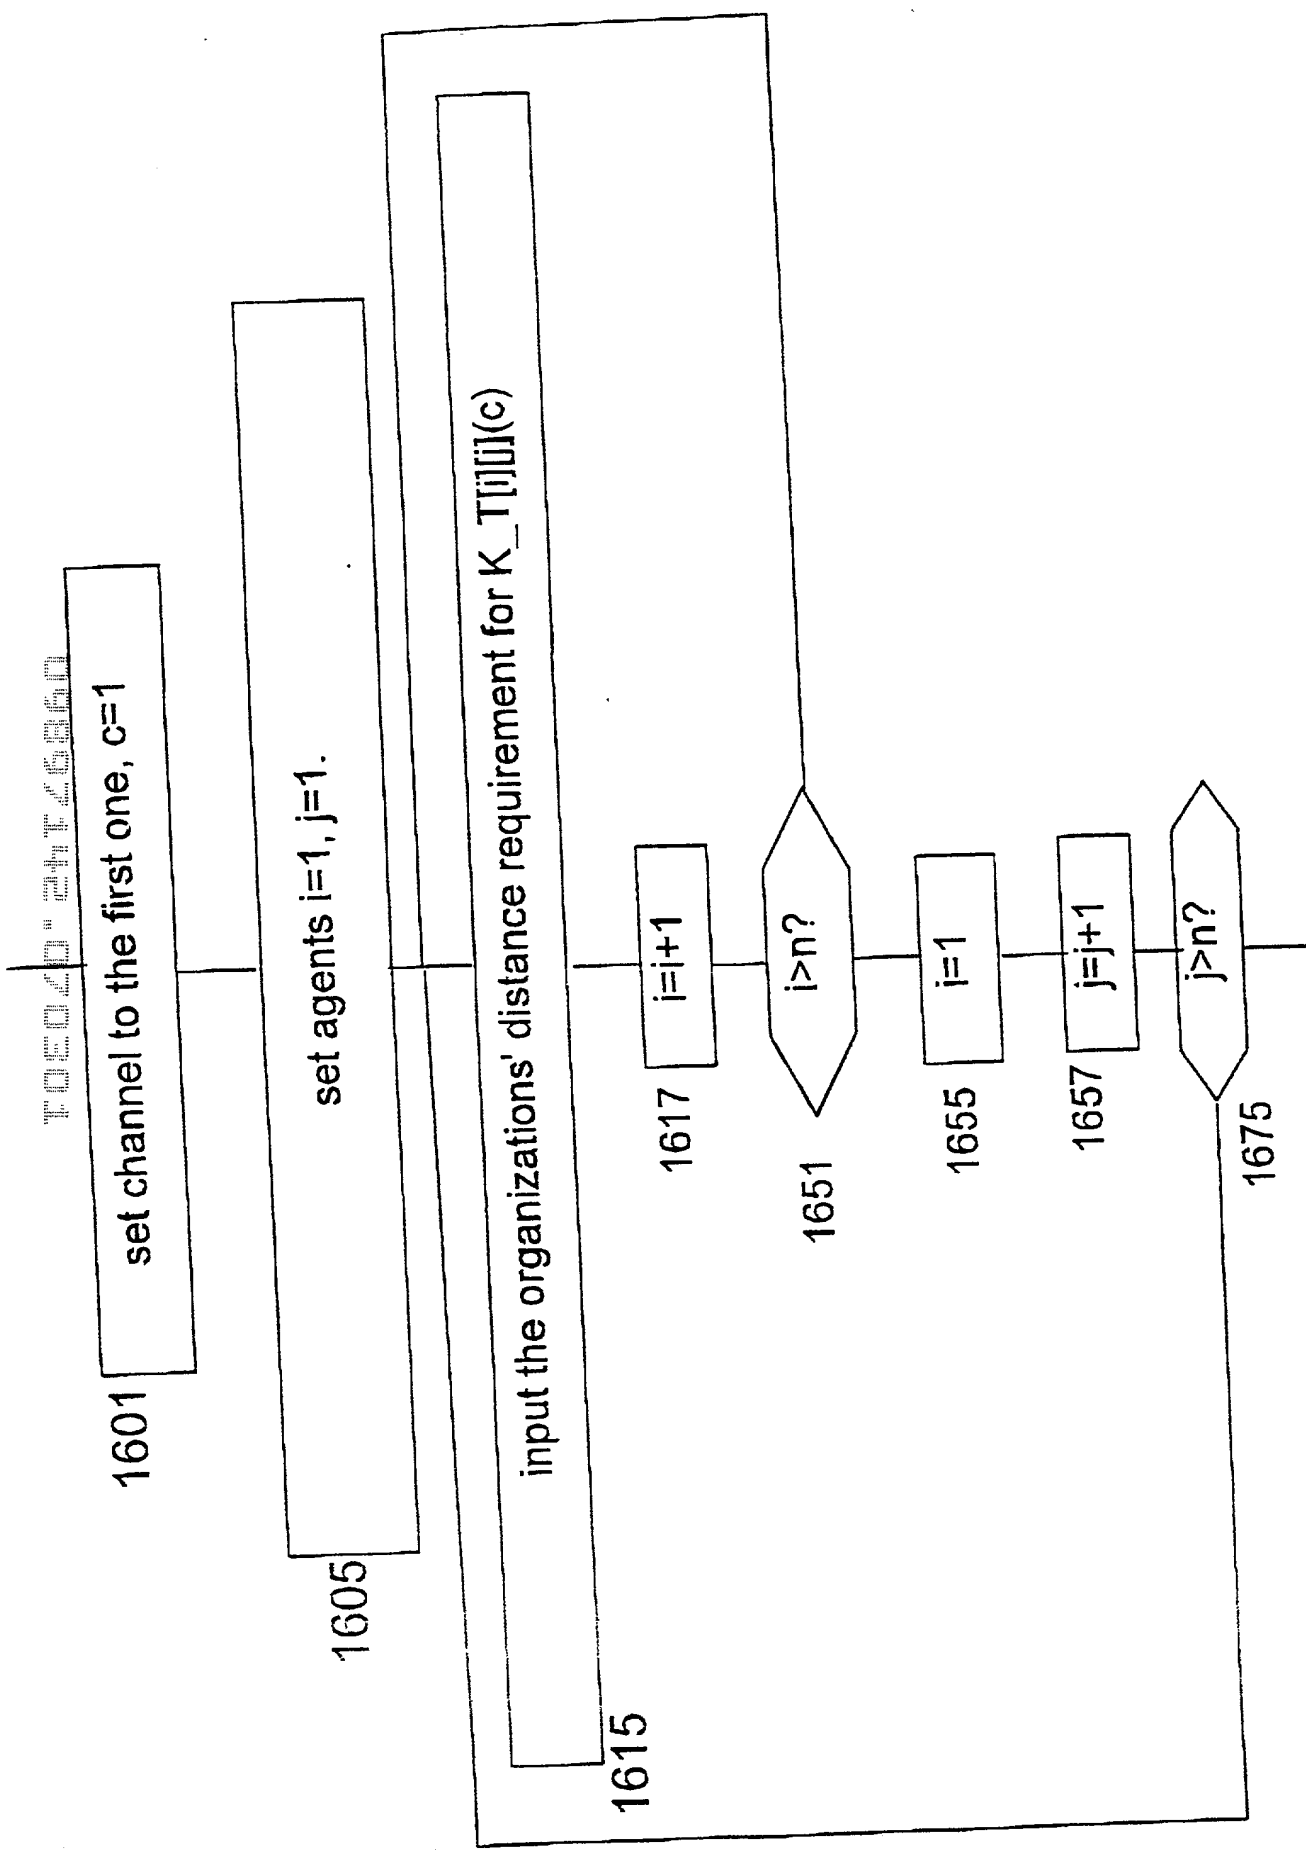 set channel to the first one, c=1
1601
set agents i=1, j=1.
1605
input the organizations' distance requirement for K_T[i][j](c)
1615
i=i+1
1617
i>n?
1651
i=1
1655
j=j+1
1657
j>n?
1675